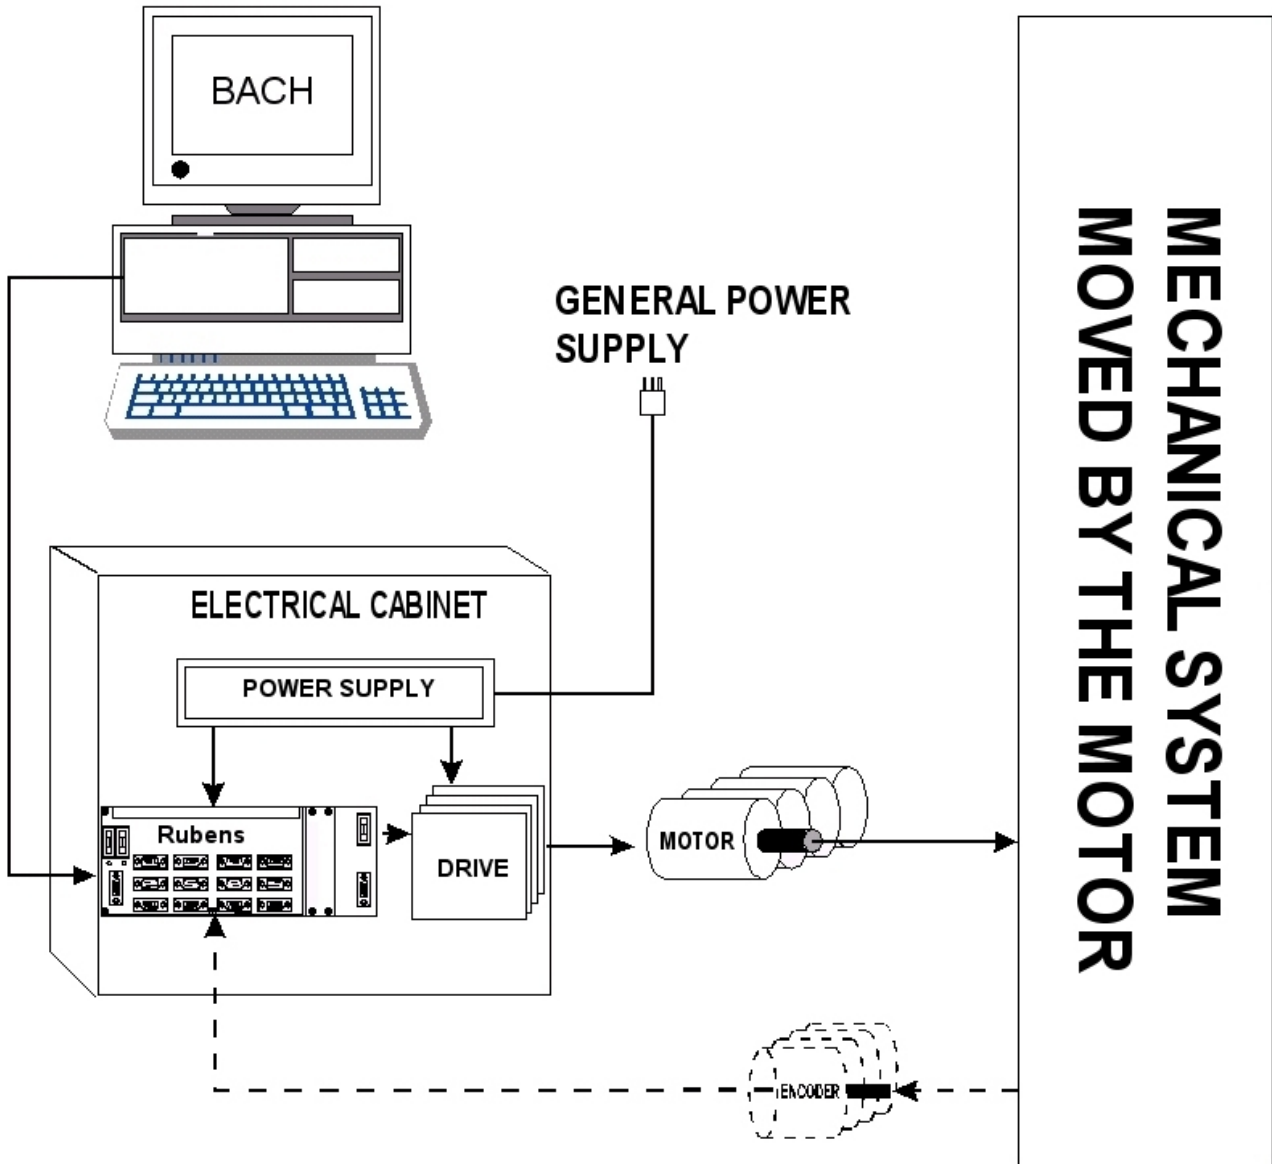 BACH
GENERAL POWER
SUPPLY
MECHANICAL SYSTEM
MOVED BY THE MOTOR
ELECTRICAL CABINET
POWER SUPPLY
Rubens
DRIVE
MOTOR
ENCODER